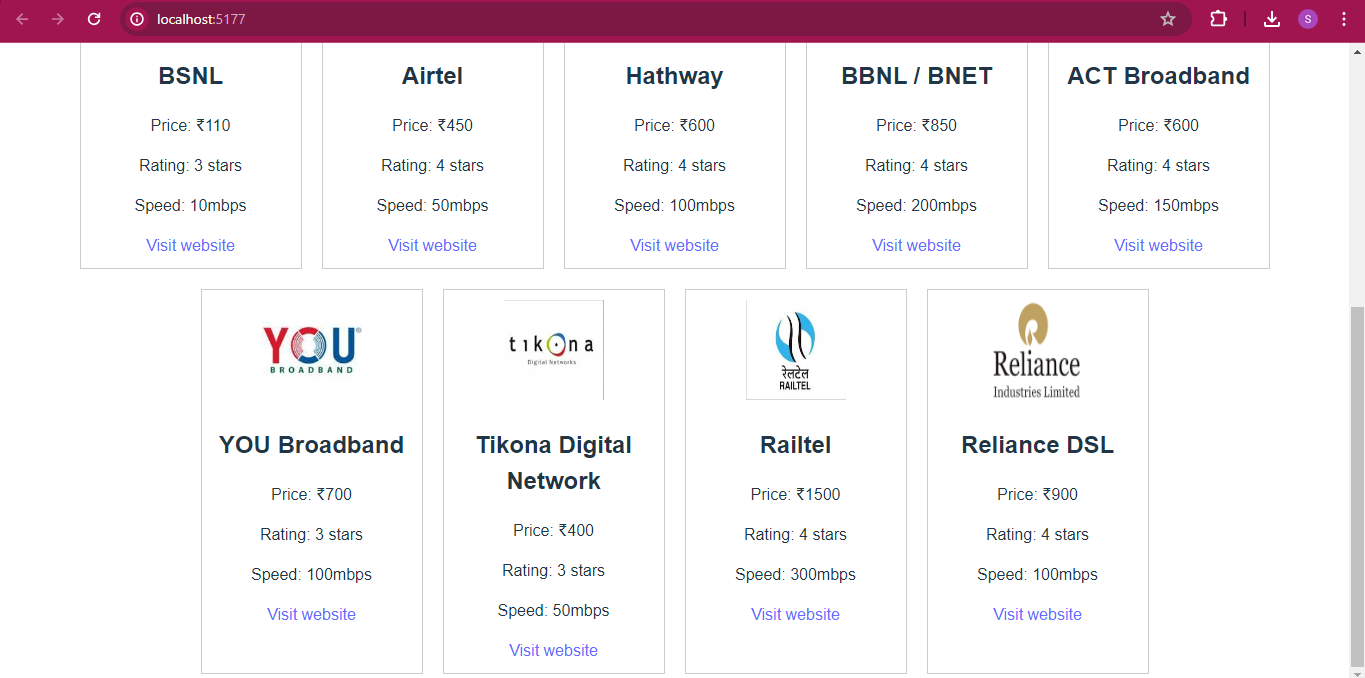 localhost:5177
S
BSNL
Airtel
Hathway
BBNL / BNET
ACT Broadband
Price: ₹110
Price: ₹450
Price: ₹600
Price: ₹850
Price: ₹600
Rating: 3 stars
Rating: 4 stars
Rating: 4 stars
Rating: 4 stars
Rating: 4 stars
Speed: 10mbps
Speed: 50mbps
Speed: 100mbps
Speed: 200mbps
Speed: 150mbps
Visit website
Visit website
Visit website
Visit website
Visit website
YOU®
BROADBAND
YOU Broadband
Price: ₹700
Rating: 3 stars
Speed: 100mbps
Visit website
tikona
Digital Networks
Tikona Digital
Network
Price: ₹400
Rating: 3 stars
Speed: 50mbps
Visit website
रेलटेल
RAILTEL
Railtel
Price: ₹1500
Rating: 4 stars
Speed: 300mbps
Visit website
Reliance
Industries Limited
Reliance DSL
Price: ₹900
Rating: 4 stars
Speed: 100mbps
Visit website